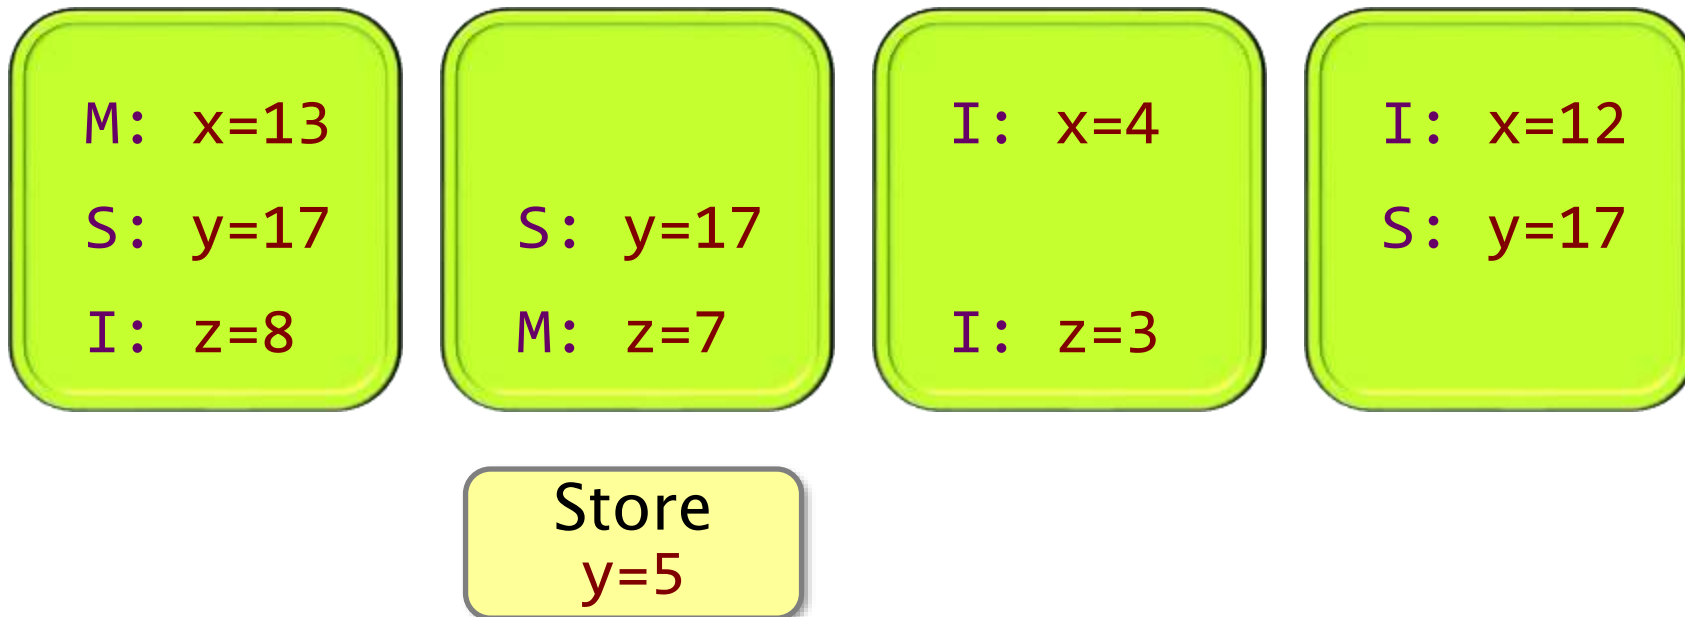 M: x=13
S: y=17
I: z=8
S: y=17
M: z=7
I: x=4
I: z=3
I: x=12
S: y=17
Store
y=5